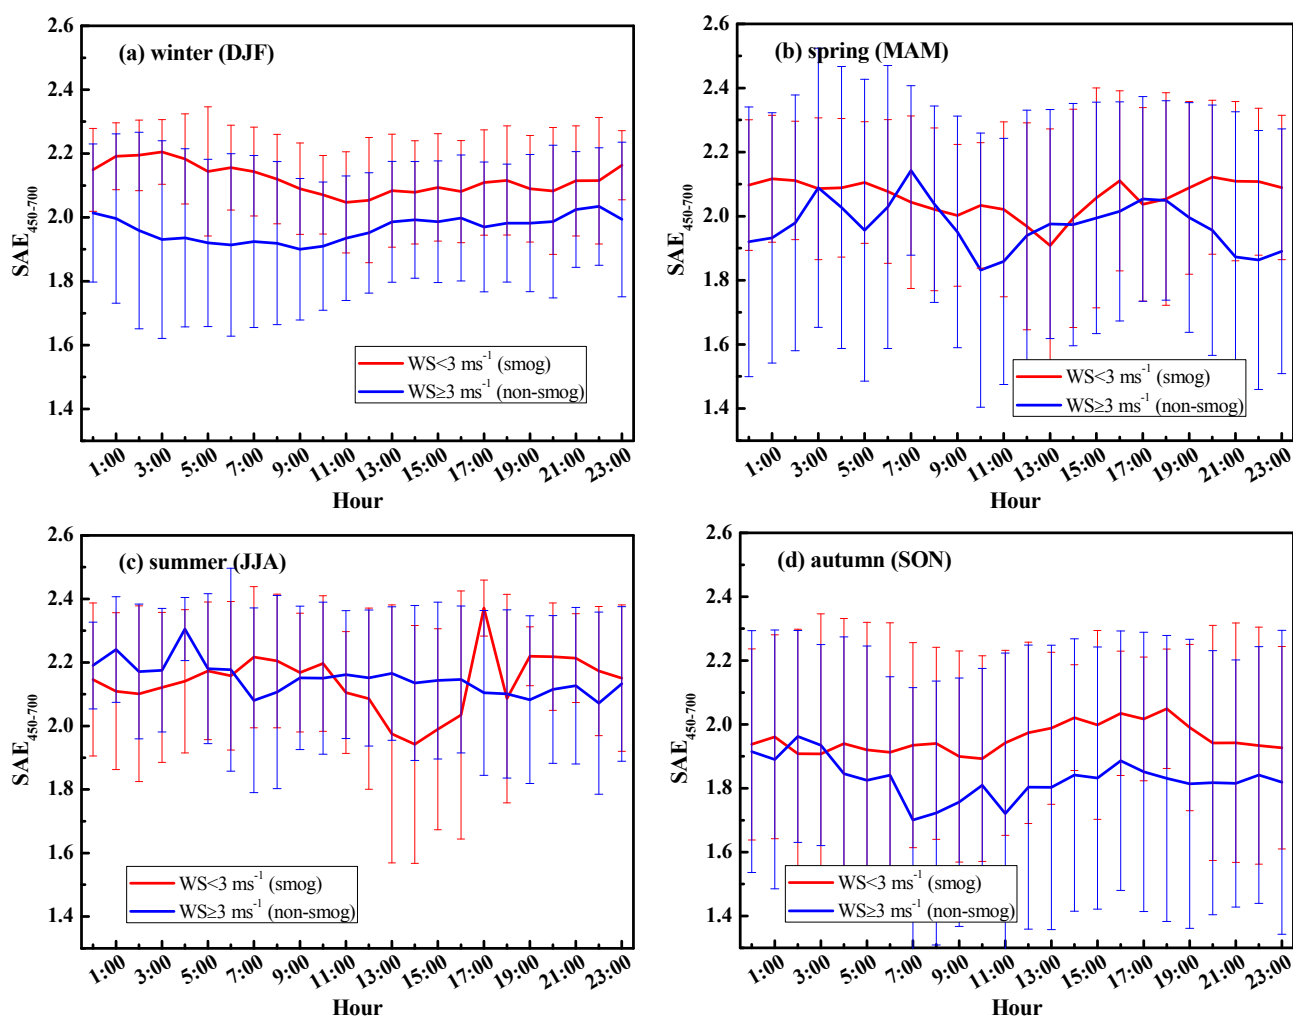 (a) winter (DJF)
2.6
2.4
2.2
2.0
1.8
1.6
1.4
SAE450-700
WS<3 ms-1 (smog)
WS≥3 ms-1 (non-smog)
1:00 3:00 5:00 7:00 9:00 11:00 13:00 15:00 17:00 19:00 21:00 23:00
Hour
(b) spring (MAM)
2.6
2.4
2.2
2.0
1.8
1.6
1.4
SAE450-700
WS<3 ms-1 (smog)
WS≥3 ms-1 (non-smog)
1:00 3:00 5:00 7:00 9:00 11:00 13:00 15:00 17:00 19:00 21:00 23:00
Hour
(c) summer (JJA)
2.6
2.4
2.2
2.0
1.8
1.6
1.4
SAE450-700
WS<3 ms-1 (smog)
WS≥3 ms-1 (non-smog)
1:00 3:00 5:00 7:00 9:00 11:00 13:00 15:00 17:00 19:00 21:00 23:00
Hour
(d) autumn (SON)
2.6
2.4
2.2
2.0
1.8
1.6
1.4
SAE450-700
WS<3 ms-1 (smog)
WS≥3 ms-1 (non-smog)
1:00 3:00 5:00 7:00 9:00 11:00 13:00 15:00 17:00 19:00 21:00 23:00
Hour